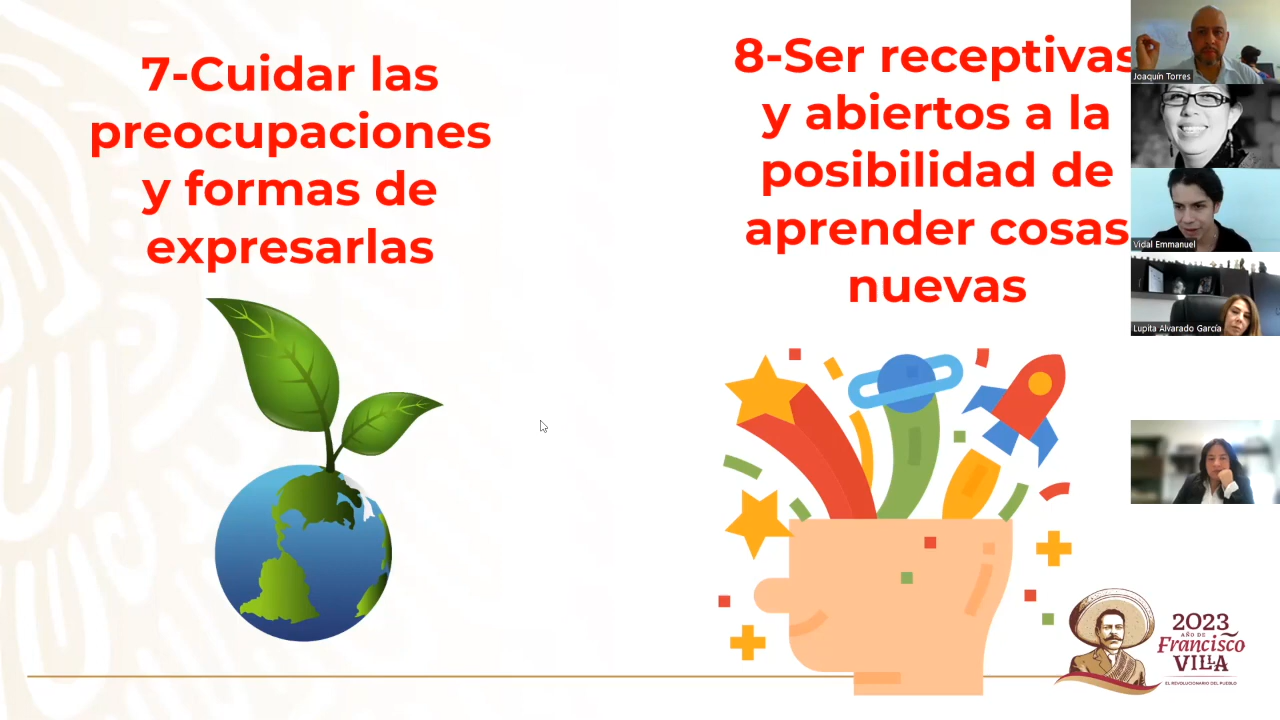 7-Cuidar las
preocupaciones
y formas de
expresarlas
8-Ser receptivas
y abiertos a la
posibilidad de
aprender cosas
nuevas
Joaquín Torres
Vidal Emmanuel
Lupita Alvarado García
2023
AÑO DE
Francisco
VILLA
EL REVOLUCIONARIO DEL PUEBLO